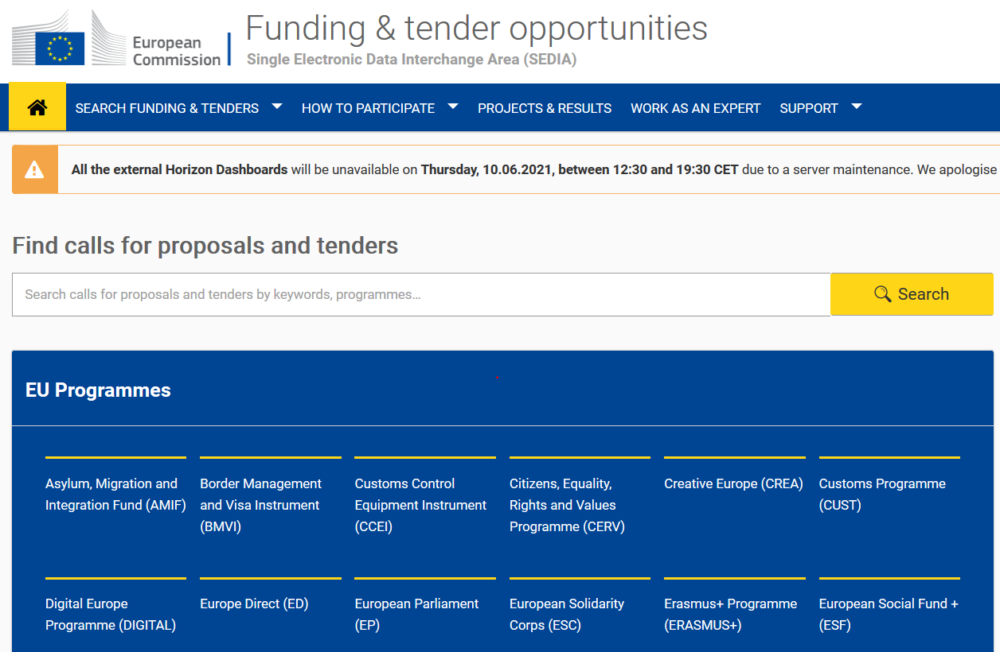 European
Commission
Funding & tender opportunities
Single Electronic Data Interchange Area (SEDIA)
SEARCH FUNDING & TENDERS HOW TO PARTICIPATE PROJECTS & RESULTS WORK AS AN EXPERT SUPPORT
All the external Horizon Dashboards will be unavailable on Thursday, 10.06.2021, between 12:30 and 19:30 CET due to a server maintenance. We apologise
Find calls for proposals and tenders
Search calls for proposals and tenders by keywords, programmes...
Search
EU Programmes
Asylum, Migration and
Integration Fund (AMIF)
Border Management
and Visa Instrument
(BMVI)
Customs Control
Equipment Instrument
(CCEI)
Citizens, Equality,
Rights and Values
Programme (CERV)
Creative Europe (CREA)
Customs Programme
(CUST)
Digital Europe
Programme (DIGITAL)
Europe Direct (ED)
European Parliament
(EP)
European Solidarity
Corps (ESC)
Erasmus+ Programme
(ERASMUS+)
European Social Fund +
(ESF)